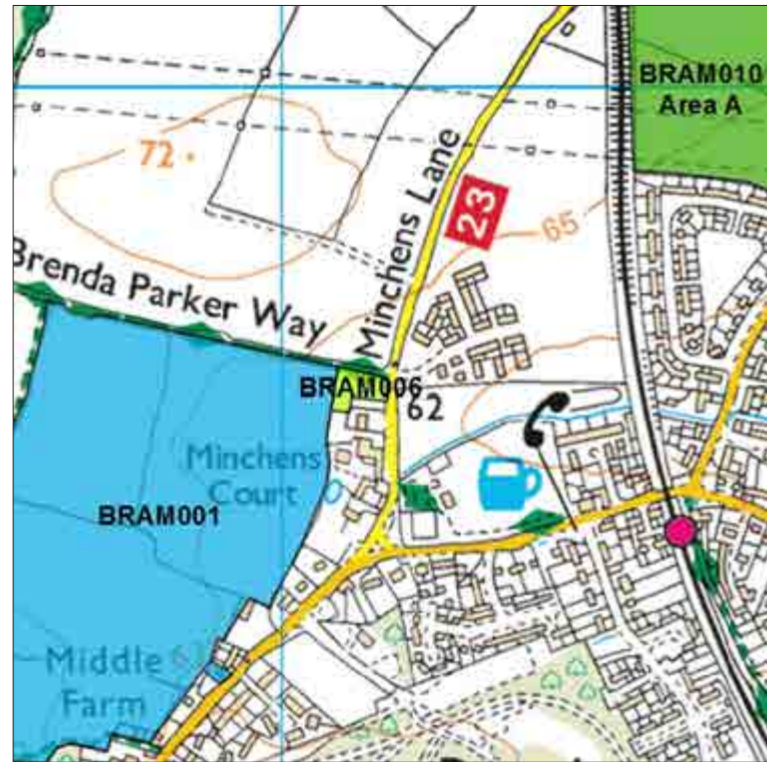 BRAM010
Area A
72
Minchens Lane
23
65
Brenda Parker Way
BRAM006
62
Minchens
Court
BRAM001
Middle
Farm